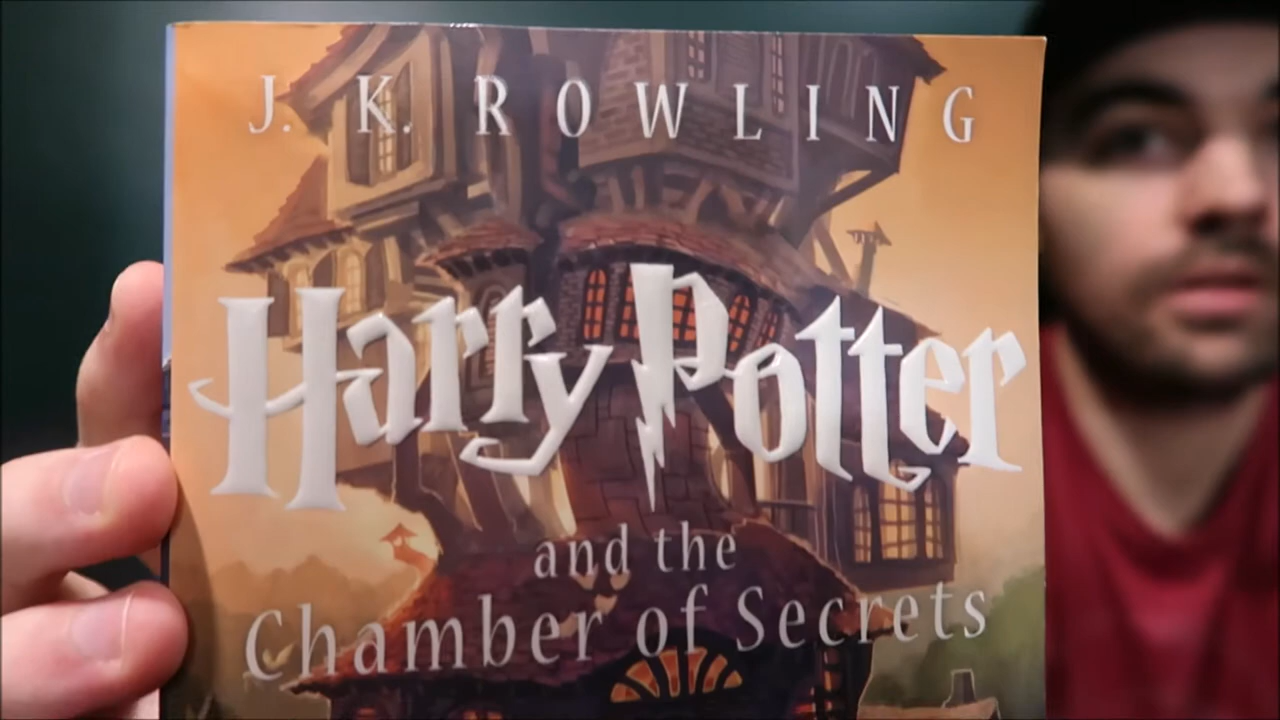 J. K. ROWLING
Harry Potter
and the
Chamber of Secrets